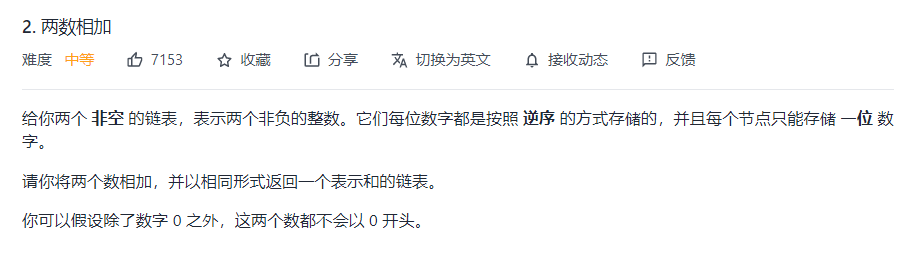 2. 两数相加
难度 中等 7153 收藏 分享 切换为英文 接收动态 反馈
给你两个 非空 的链表，表示两个非负的整数。它们每位数字都是按照 逆序 的方式存储的，并且每个节点只能存储 一位 数
字。
请你将两个数相加，并以相同形式返回一个表示和的链表。
你可以假设除了数字 0 之外，这两个数都不会以 0 开头。